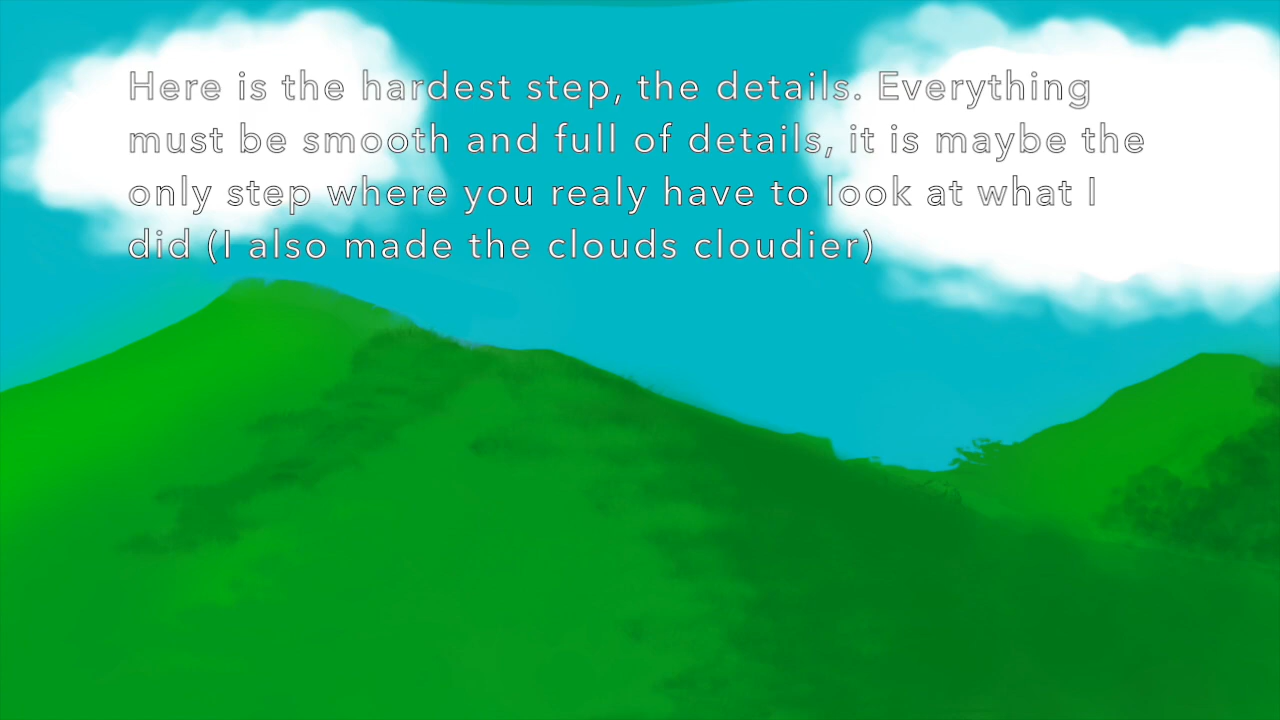 Here is the hardest step, the details. Everything
must be smooth and full of details, it is maybe the
only step where you realy have to look at what I
did (I also made the clouds cloudier)